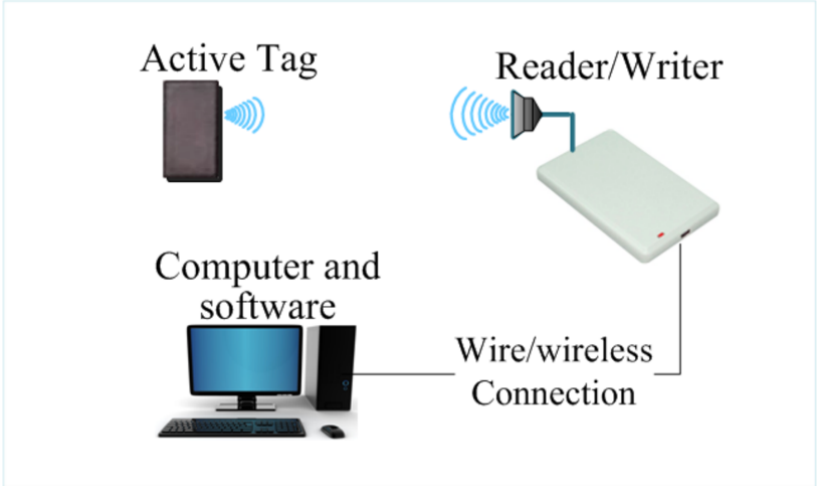 Active Tag
Reader/Writer
Computer and
software
Wire/wireless
Connection